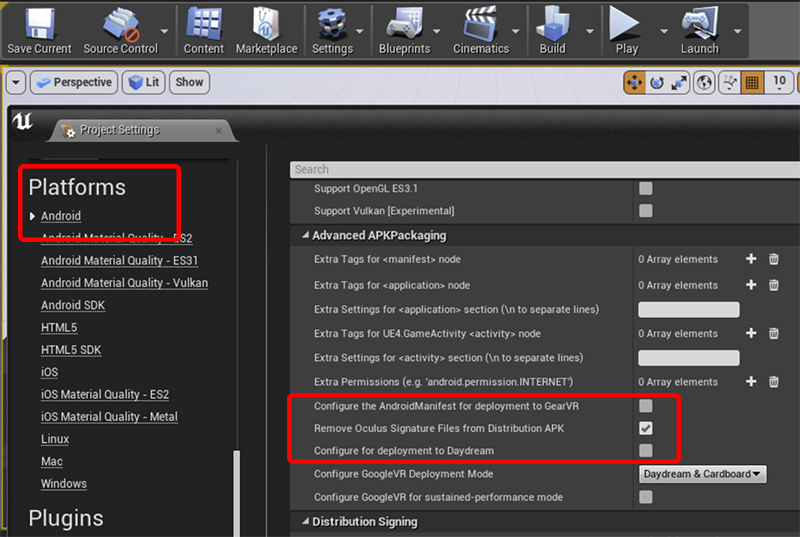 Save Current
Source Control
Content
Marketplace
Settings
Blueprints
Cinematics
Build
Play
Launch
Perspective
Lit
Show
10
Project Settings
Platforms
Android
Android Material Quality - ES2
Android Material Quality - ES31
Android Material Quality - Vulkan
Android SDK
HTML5
HTML5 SDK
iOS
iOS Material Quality - ES2
iOS Material Quality - Metal
Linux
Mac
Windows
Plugins
Search
Support OpenGL ES3.1
Support Vulkan [Experimental]
Advanced APKPackaging
Extra Tags for <manifest> node 0 Array elements
Extra Tags for <application> node 0 Array elements
Extra Settings for <application> section (\n to separate lines)
Extra Tags for UE4.GameActivity <activity> node 0 Array elements
Extra Settings for <activity> section (\n to separate lines)
Extra Permissions (e.g. 'android.permission.INTERNET') 0 Array elements
Configure the AndroidManifest for deployment to GearVR
Remove Oculus Signature Files from Distribution APK
Configure for deployment to Daydream
Configure GoogleVR Deployment Mode Daydream & Cardboard
Configure GoogleVR for sustained-performance mode
Distribution Signing